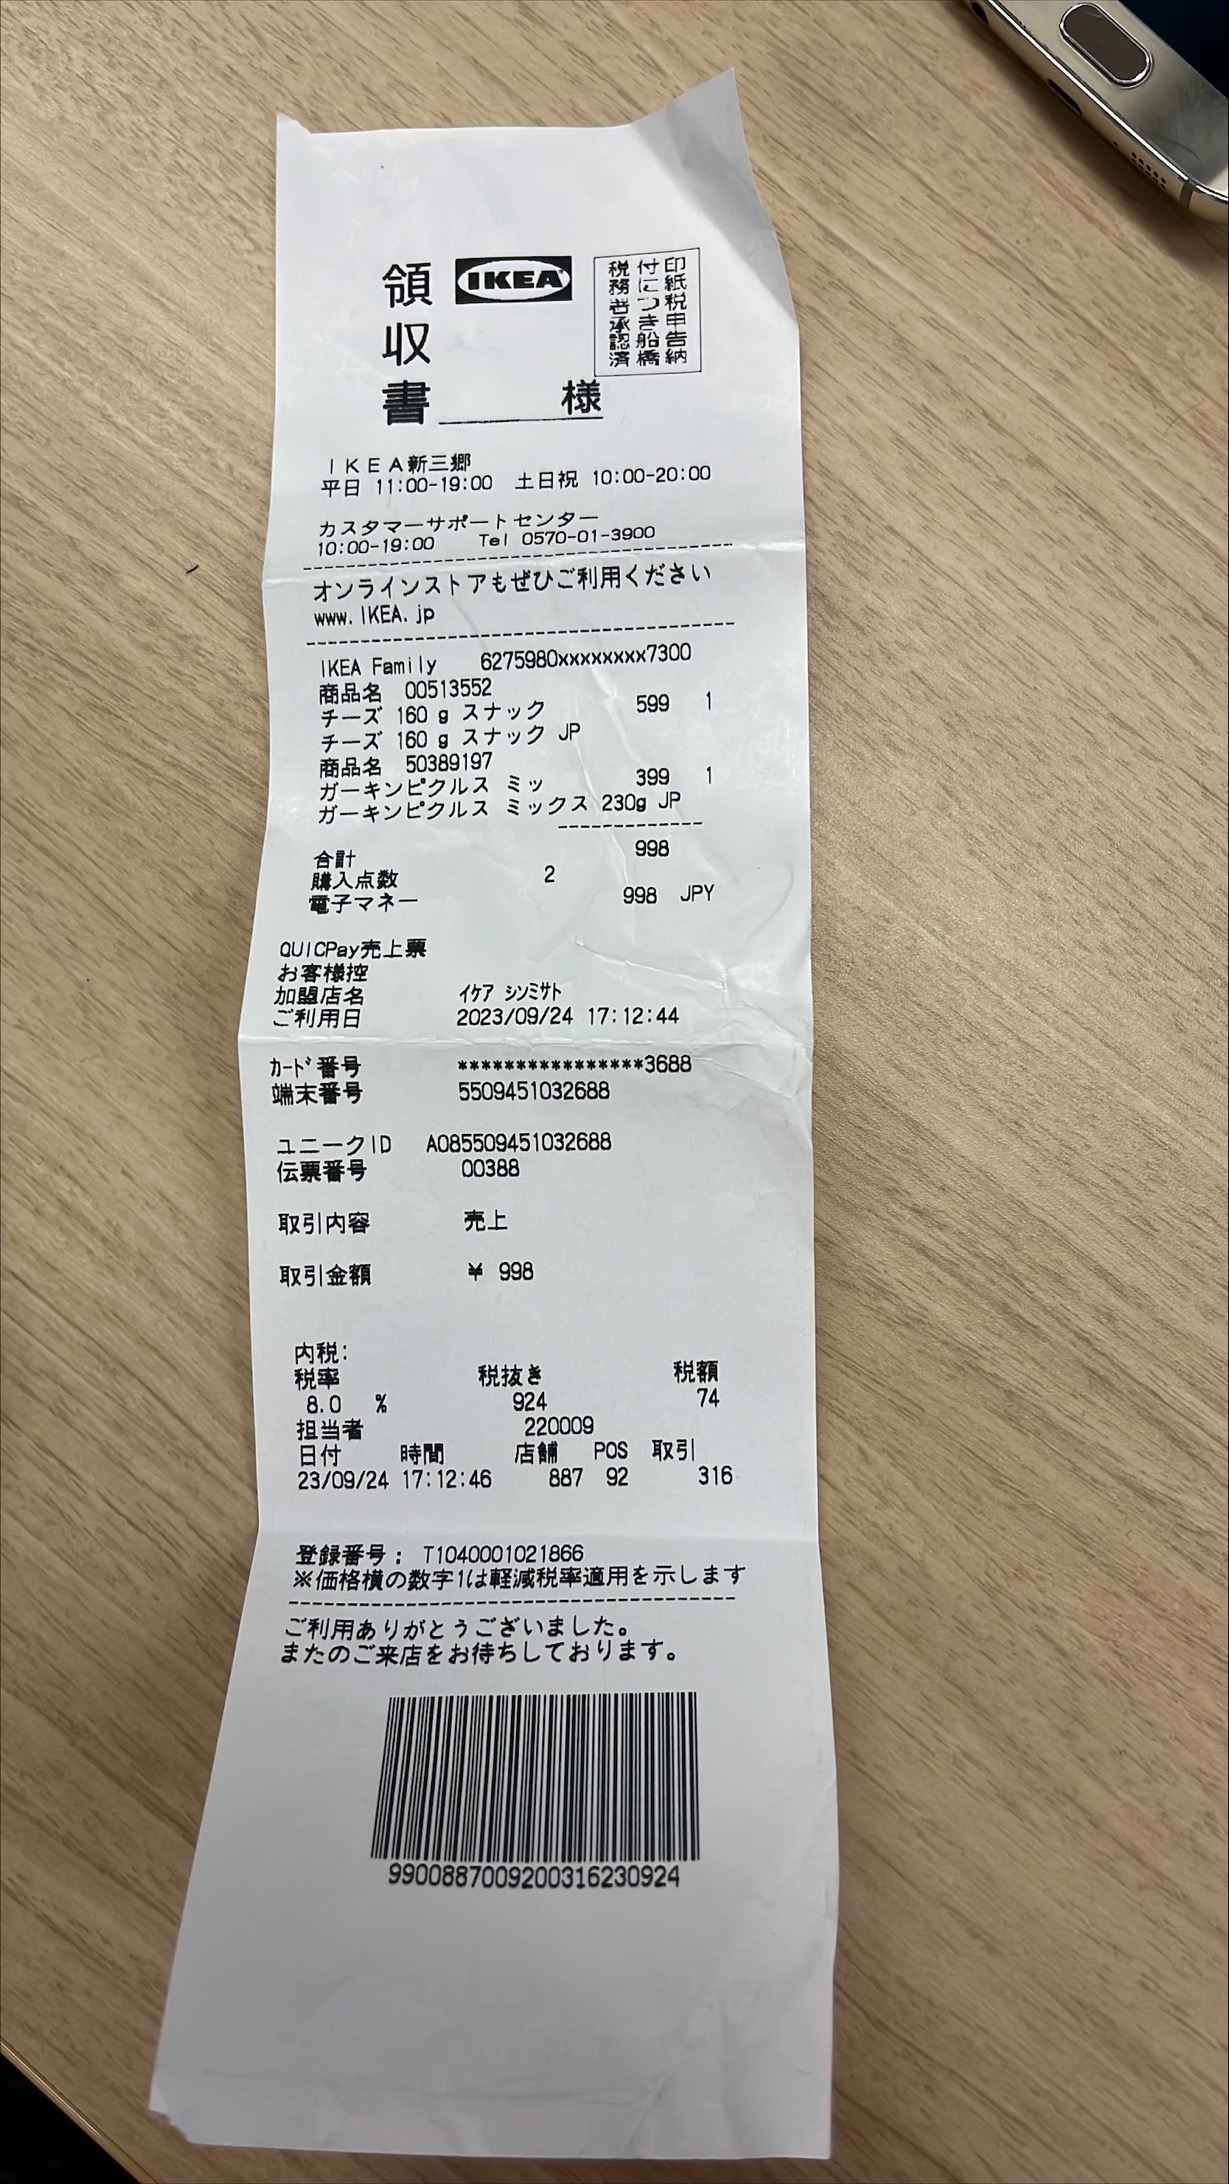 領収書
IKEA
印紙税申告納
付につき船橋
税務署承認済
様
IKEA新三郷
平日 11:00-19:00 土日祝 10:00-20:00
カスタマーサポートセンター
10:00-19:00 Tel 0570-01-3900
オンラインストアもぜひご利用ください
www.IKEA.jp
IKEA Family 6275980xxxxxxxx7300
商品名 00513552
チーズ 160 g スナック 599 1
チーズ 160 g スナック JP
商品名 50389197
ガーキンピクルス ミッ 399 1
ガーキンピクルス ミックス 230g JP
合計 998
購入点数 2
電子マネー 998 JPY
QUICPay売上票
お客様控
加盟店名 イケア シンミサト
ご利用日 2023/09/24 17:12:44
カード番号 ****************3688
端末番号 5509451032688
ユニークID A085509451032688
伝票番号 00388
取引内容 売上
取引金額 ¥ 998
内税:
税率 税抜き 税額
8.0 % 924 74
担当者 220009
日付 時間 店舗 POS 取引
23/09/24 17:12:46 887 92 316
登録番号: T1040001021866
※価格横の数字1は軽減税率適用を示します
ご利用ありがとうございました。
またのご来店をお待ちしております。
9900887009200316230924